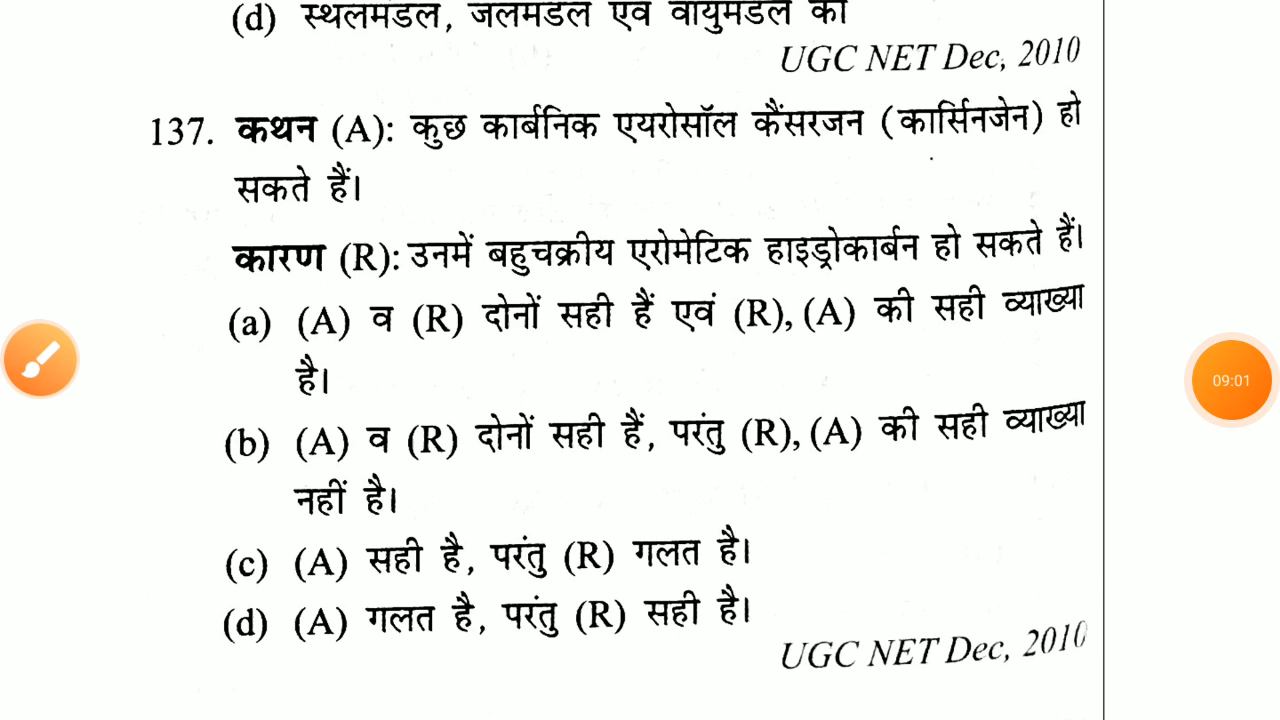 (d) स्थलमंडल, जलमंडल एवं वायुमंडल का
UGC NET Dec, 2010
137. कथन (A): कुछ कार्बनिक एयरोसॉल कैंसरजन (कार्सिनजेन) हो
सकते हैं।
कारण (R): उनमें बहुचक्रीय एरोमेटिक हाइड्रोकार्बन हो सकते हैं।
(a) (A) व (R) दोनों सही हैं एवं (R), (A) की सही व्याख्या
है।
09:01
(b) (A) व (R) दोनों सही हैं, परंतु (R), (A) की सही व्याख्या
नहीं है।
(c) (A) सही है, परंतु (R) गलत है।
(d) (A) गलत है, परंतु (R) सही है।
UGC NET Dec, 2010